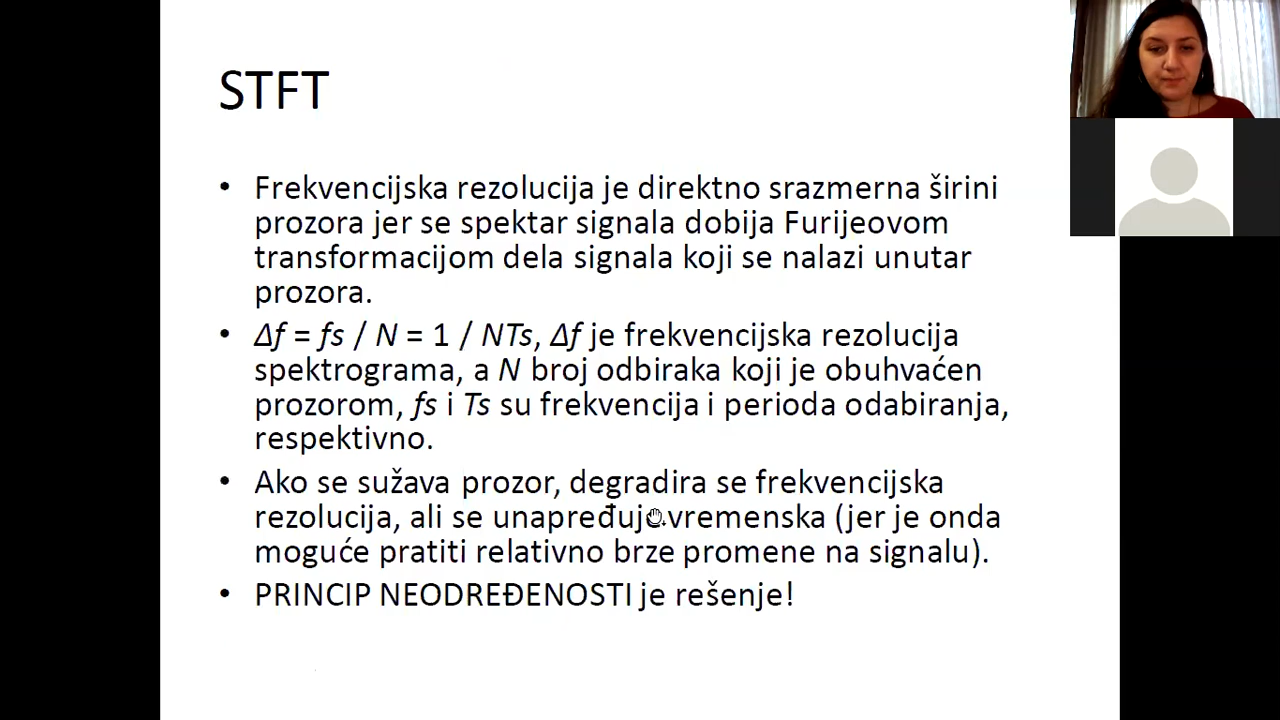 STFT
• Frekvencijska rezolucija je direktno srazmerna širini
prozora jer se spektar signala dobija Furijeovom
transformacijom dela signala koji se nalazi unutar
prozora.
• Δf = fs / N = 1 / NTs, Δf je frekvencijska rezolucija
spektrograma, a N broj odbiraka koji je obuhvaćen
prozorom, fs i Ts su frekvencija i perioda odabiranja,
respektivno.
• Ako se sužava prozor, degradira se frekvencijska
rezolucija, ali se unapređuje vremenska (jer je onda
moguće pratiti relativno brze promene na signalu).
• PRINCIP NEODREĐENOSTI je rešenje!